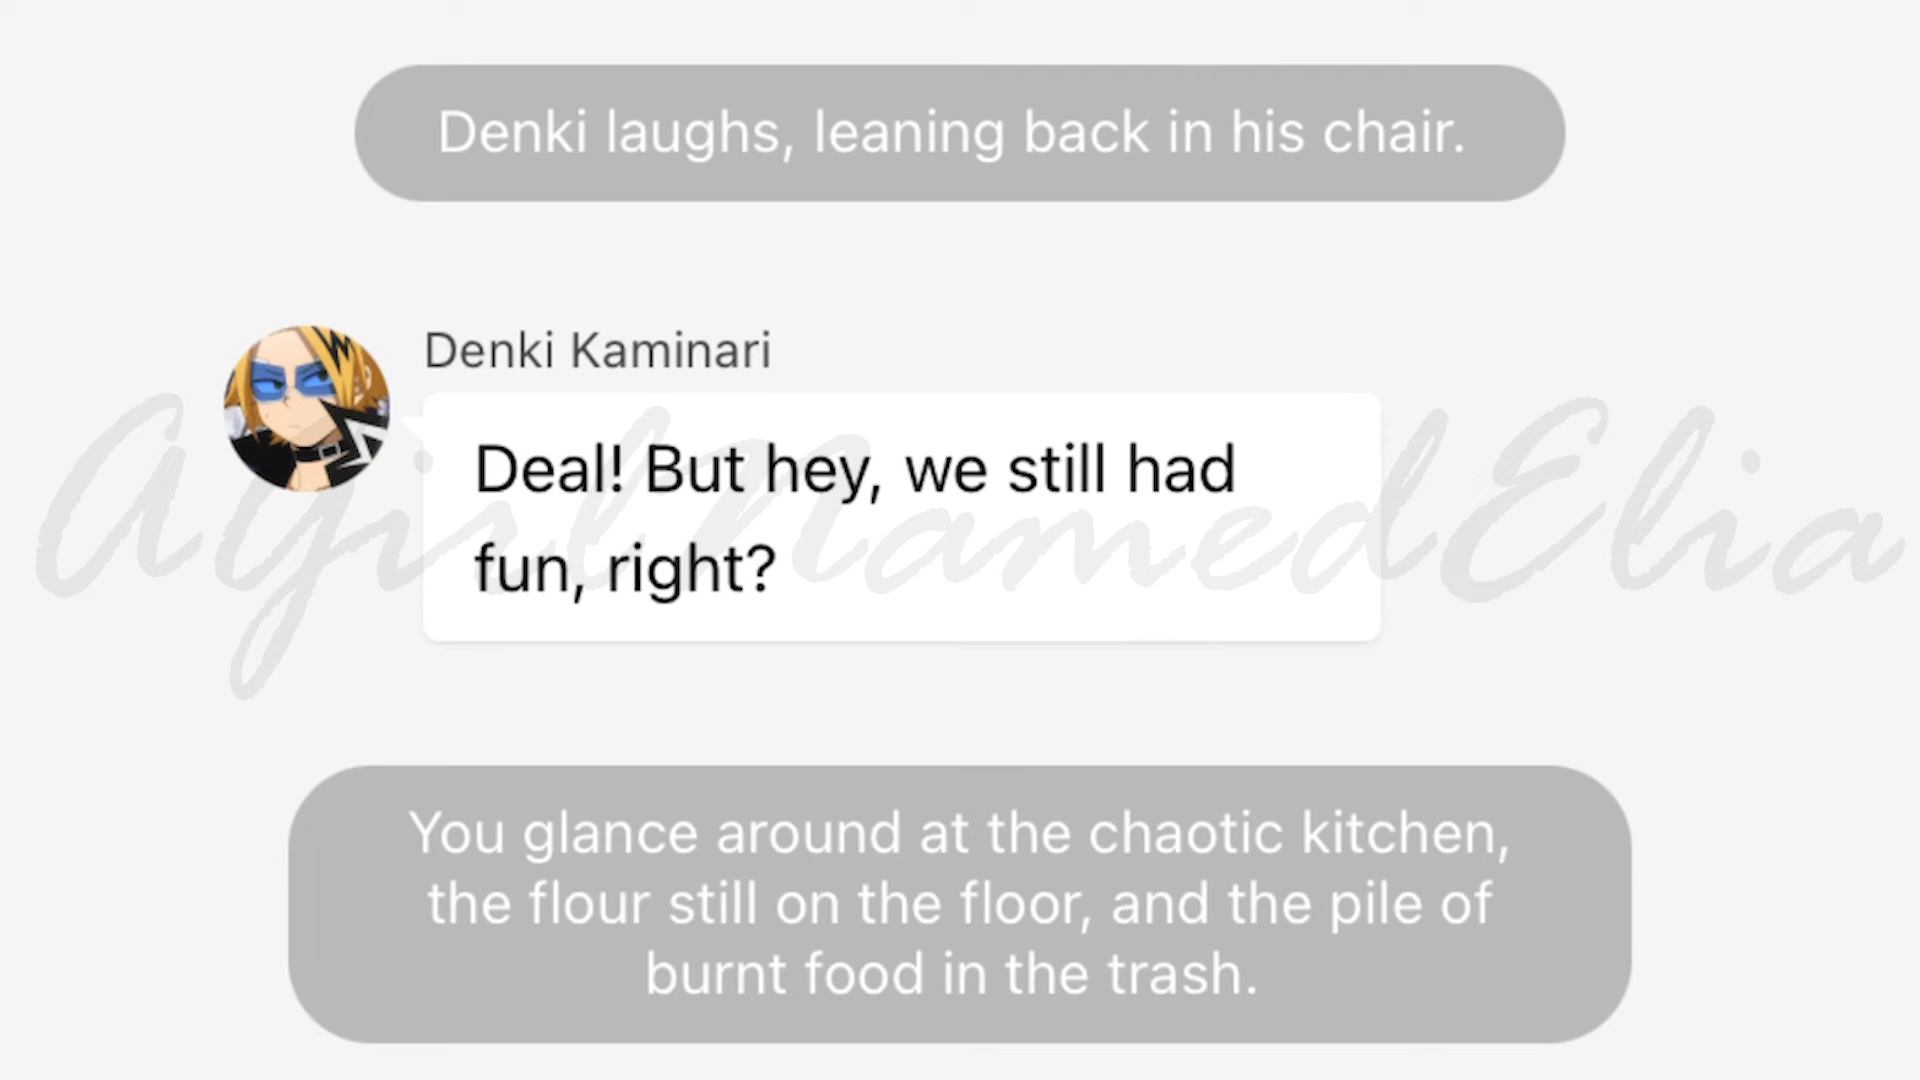 Denki laughs, leaning back in his chair.
Denki Kaminari
Deal! But hey, we still had
fun, right?
AGirlNamedElia
You glance around at the chaotic kitchen,
the flour still on the floor, and the pile of
burnt food in the trash.